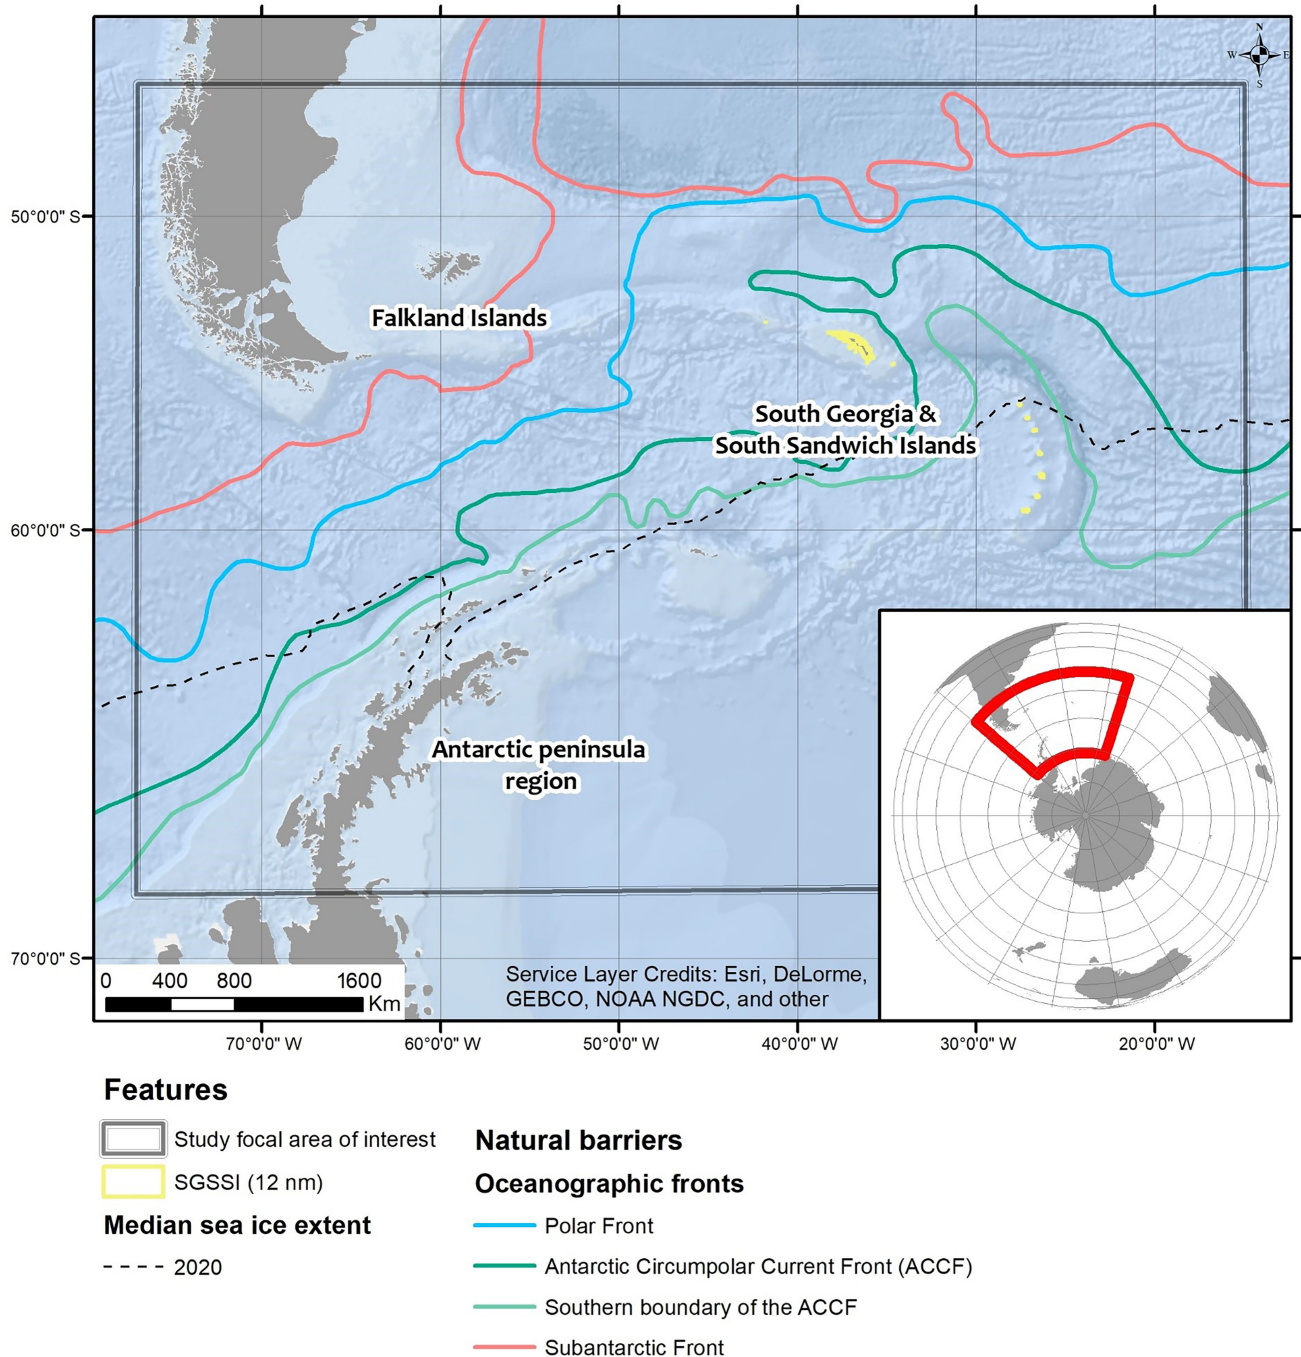 N
W E
S
50°0'0" S
Falkland Islands
South Georgia &
South Sandwich Islands
60°0'0" S
Antarctic peninsula
region
70°0'0" S
0 400 800 1600
Km
Service Layer Credits: Esri, DeLorme,
GEBCO, NOAA NGDC, and other
70°0'0" W 60°0'0" W 50°0'0" W 40°0'0" W 30°0'0" W 20°0'0" W
Features
Study focal area of interest
SGSSI (12 nm)
Median sea ice extent
2020
Natural barriers
Oceanographic fronts
Polar Front
Antarctic Circumpolar Current Front (ACCF)
Southern boundary of the ACCF
Subantarctic Front